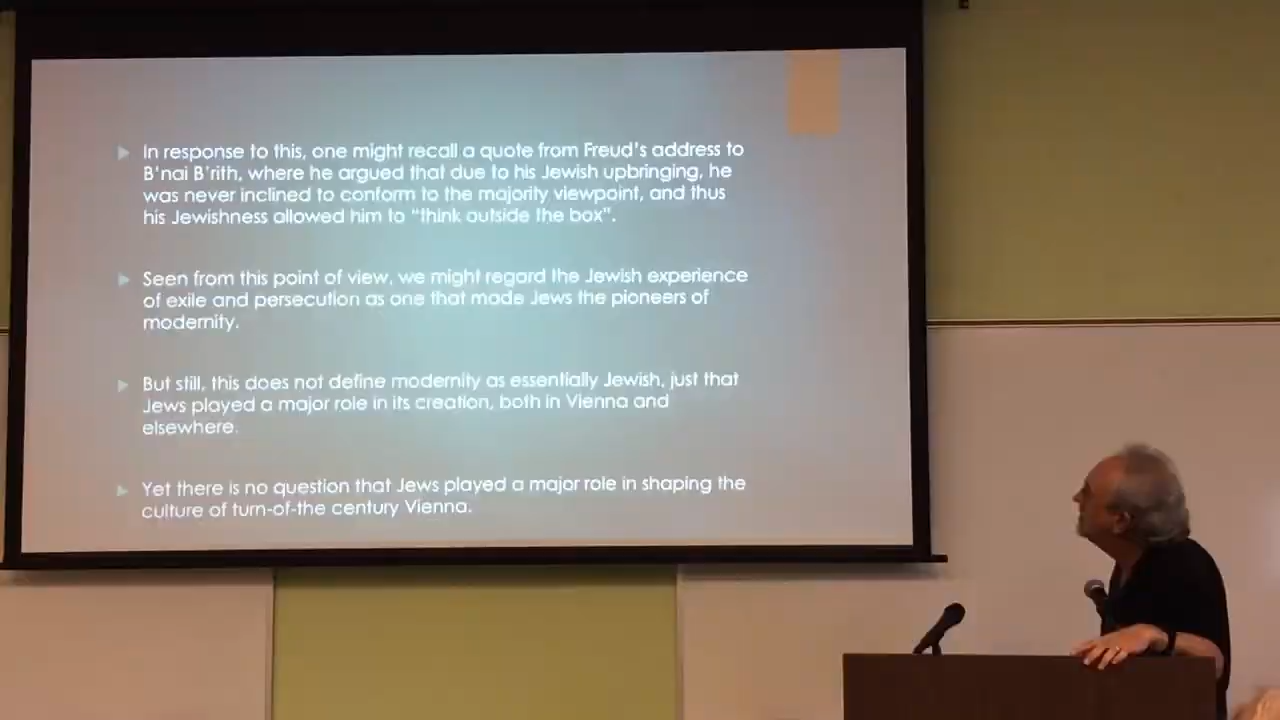 In response to this, one might recall a quote from Freud's address to
B'nai B'rith, where he argued that due to his Jewish upbringing, he
was never inclined to conform to the majority viewpoint, and thus
his Jewishness allowed him to "think outside the box".
Seen from this point of view, we might regard the Jewish experience
of exile and persecution as one that made Jews the pioneers of
modernity.
But still, this does not define modernity as essentially Jewish, just that
Jews played a major role in its creation, both in Vienna and
elsewhere.
Yet there is no question that Jews played a major role in shaping the
culture of turn-of-the century Vienna.